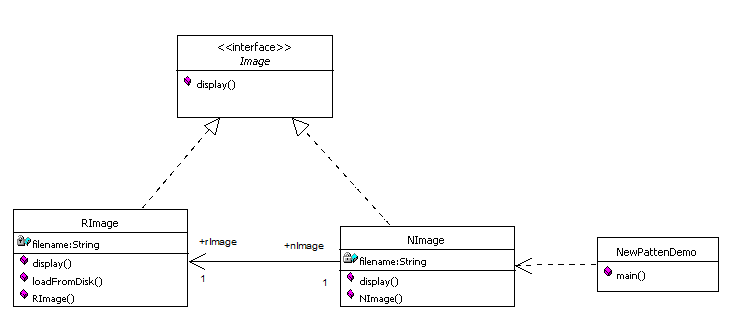 <<interface>>
Image
display()
RImage
filename:String
display()
loadFromDisk()
RImage()
+rImage
1
+nImage
1
NImage
filename:String
display()
NImage()
NewPattenDemo
main()